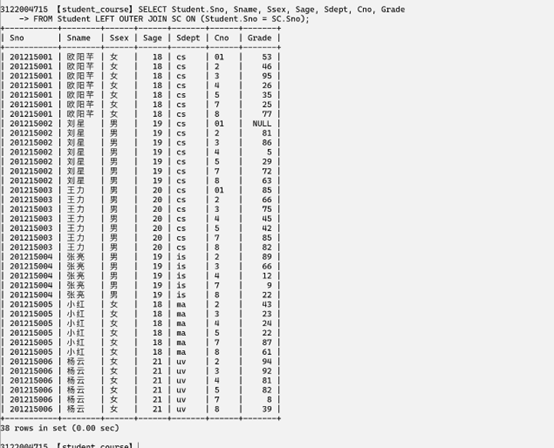 3122004715 【student_course】SELECT Student.Sno, Sname, Ssex, Sage, Sdept, Cno, Grade
-> FROM Student LEFT OUTER JOIN SC ON (Student.Sno = SC.Sno);
| Sno | Sname | Ssex | Sage | Sdept | Cno | Grade |
| 201215001 | 欧阳芊 | 女 | 18 | cs | 01 | 53 |
| 201215001 | 欧阳芊 | 女 | 18 | cs | 2 | 46 |
| 201215001 | 欧阳芊 | 女 | 18 | cs | 3 | 95 |
| 201215001 | 欧阳芊 | 女 | 18 | cs | 4 | 26 |
| 201215001 | 欧阳芊 | 女 | 18 | cs | 5 | 35 |
| 201215001 | 欧阳芊 | 女 | 18 | cs | 7 | 25 |
| 201215001 | 欧阳芊 | 女 | 18 | cs | 8 | 77 |
| 201215002 | 刘星 | 男 | 19 | cs | 01 | NULL |
| 201215002 | 刘星 | 男 | 19 | cs | 2 | 81 |
| 201215002 | 刘星 | 男 | 19 | cs | 3 | 86 |
| 201215002 | 刘星 | 男 | 19 | cs | 4 | 5 |
| 201215002 | 刘星 | 男 | 19 | cs | 5 | 29 |
| 201215002 | 刘星 | 男 | 19 | cs | 7 | 72 |
| 201215002 | 刘星 | 男 | 19 | cs | 8 | 63 |
| 201215003 | 王力 | 男 | 20 | cs | 01 | 85 |
| 201215003 | 王力 | 男 | 20 | cs | 2 | 66 |
| 201215003 | 王力 | 男 | 20 | cs | 3 | 75 |
| 201215003 | 王力 | 男 | 20 | cs | 4 | 45 |
| 201215003 | 王力 | 男 | 20 | cs | 5 | 42 |
| 201215003 | 王力 | 男 | 20 | cs | 7 | 85 |
| 201215003 | 王力 | 男 | 20 | cs | 8 | 82 |
| 201215004 | 张亮 | 男 | 19 | is | 2 | 89 |
| 201215004 | 张亮 | 男 | 19 | is | 3 | 66 |
| 201215004 | 张亮 | 男 | 19 | is | 4 | 12 |
| 201215004 | 张亮 | 男 | 19 | is | 7 | 9 |
| 201215004 | 张亮 | 男 | 19 | is | 8 | 22 |
| 201215005 | 小红 | 女 | 18 | ma | 2 | 43 |
| 201215005 | 小红 | 女 | 18 | ma | 3 | 23 |
| 201215005 | 小红 | 女 | 18 | ma | 4 | 24 |
| 201215005 | 小红 | 女 | 18 | ma | 5 | 22 |
| 201215005 | 小红 | 女 | 18 | ma | 7 | 87 |
| 201215005 | 小红 | 女 | 18 | ma | 8 | 61 |
| 201215006 | 杨云 | 女 | 21 | uv | 2 | 94 |
| 201215006 | 杨云 | 女 | 21 | uv | 3 | 92 |
| 201215006 | 杨云 | 女 | 21 | uv | 4 | 81 |
| 201215006 | 杨云 | 女 | 21 | uv | 5 | 82 |
| 201215006 | 杨云 | 女 | 21 | uv | 7 | 8 |
| 201215006 | 杨云 | 女 | 21 | uv | 8 | 39 |
38 rows in set (0.00 sec)
3122004715 【student_course】